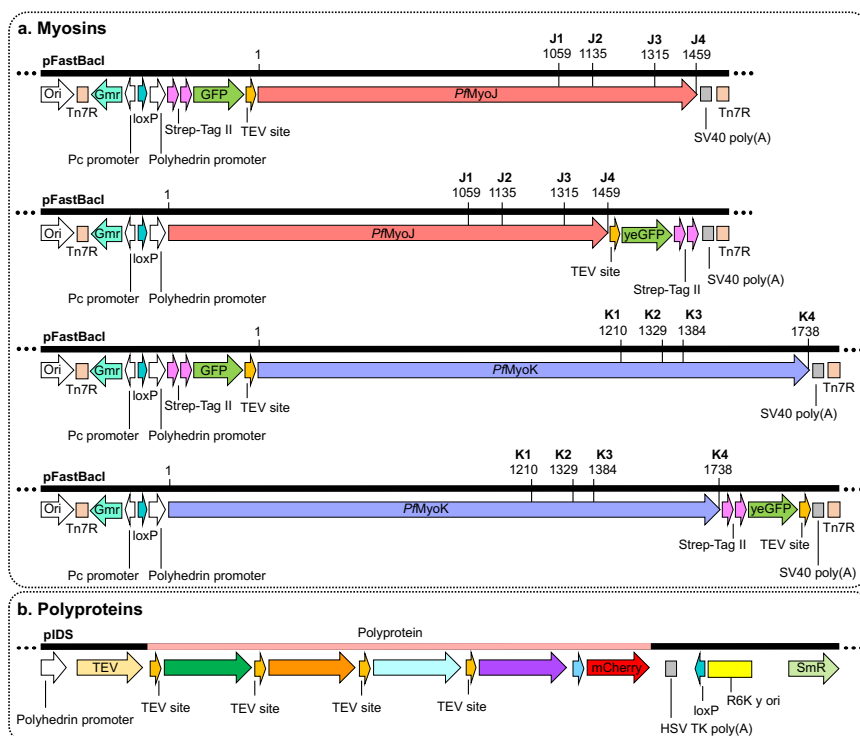 a. Myosins
J1 J2 J3 J4
1 1059 1135 1315 1459
pFastBacI
Ori Gmr GFP PfMyoJ
Tn7R loxP Strep-Tag II TEV site Tn7R
Pc promoter Polyhedrin promoter SV40 poly(A)
J1 J2 J3 J4
1 1059 1135 1315 1459
pFastBacI
Ori Gmr PfMyoJ yeGFP
Tn7R loxP TEV site Tn7R
Pc promoter Polyhedrin promoter Strep-Tag II SV40 poly(A)
K1 K2 K3 K4
1 1210 1329 1384 1738
pFastBacI
Ori Gmr GFP PfMyoK
Tn7R loxP Strep-Tag II TEV site Tn7R
Pc promoter Polyhedrin promoter SV40 poly(A)
K1 K2 K3 K4
1 1210 1329 1384 1738
pFastBacI
Ori Gmr PfMyoK yeGFP
Tn7R loxP Strep-Tag II TEV site Tn7R
Pc promoter Polyhedrin promoter SV40 poly(A)
b. Polyproteins
pIDS Polyprotein
TEV mCherry SmR
TEV site TEV site TEV site TEV site loxP R6K y ori
Polyhedrin promoter HSV TK poly(A)